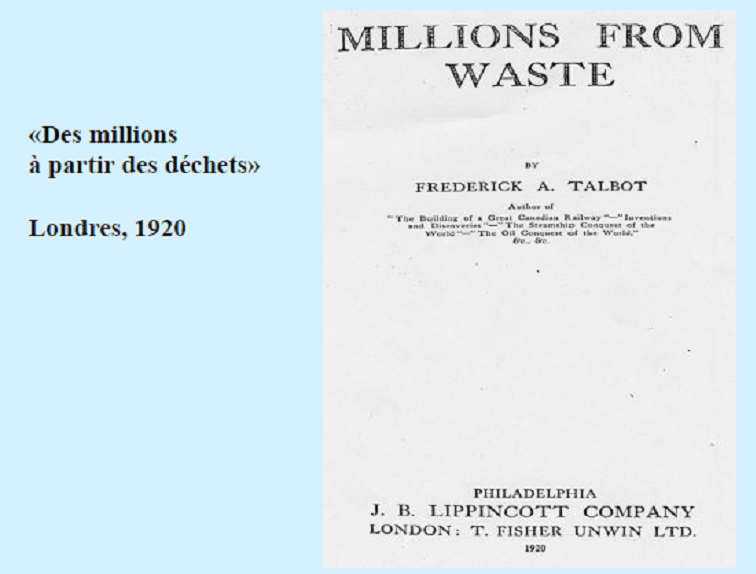 «Des millions
à partir des déchets»
Londres, 1920
MILLIONS FROM
WASTE
BY
FREDERICK A. TALBOT
Author of
"The Building of a Great Canadian Railway"—"Inventions
and Discoveries"—"The Steamship Conquest of the
World"—"The Oil Conquest of the World,"
&c., &c.
PHILADELPHIA
J. B. LIPPINCOTT COMPANY
LONDON: T. FISHER UNWIN LTD.
1920